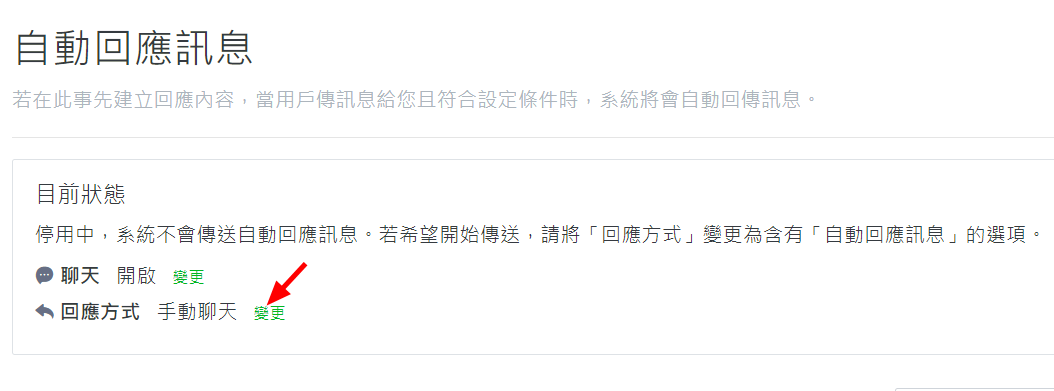 自動回應訊息
若在此事先建立回應內容，當用戶傳訊息給您且符合設定條件時，系統將會自動回傳訊息。
目前狀態
停用中，系統不會傳送自動回應訊息。若希望開始傳送，請將「回應方式」變更為含有「自動回應訊息」的選項。
聊天 開啟 變更
回應方式 手動聊天 變更